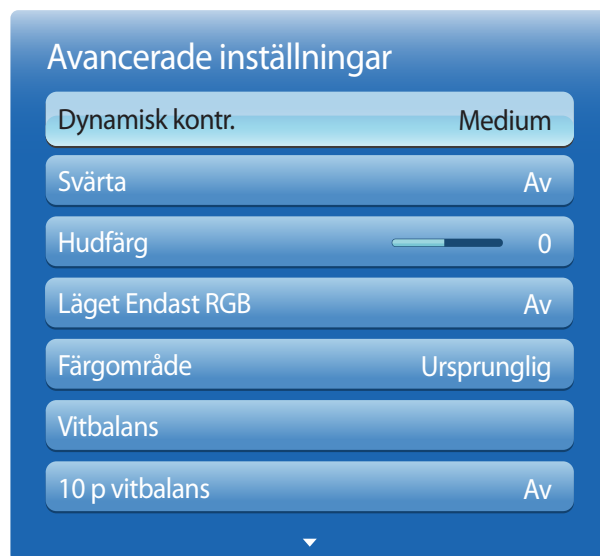 Avancerade inställningar
Dynamisk kontr. Medium
Svärta Av
Hudfärg 0
Läget Endast RGB Av
Färgområde Ursprunglig
Vitbalans
10 p vitbalans Av